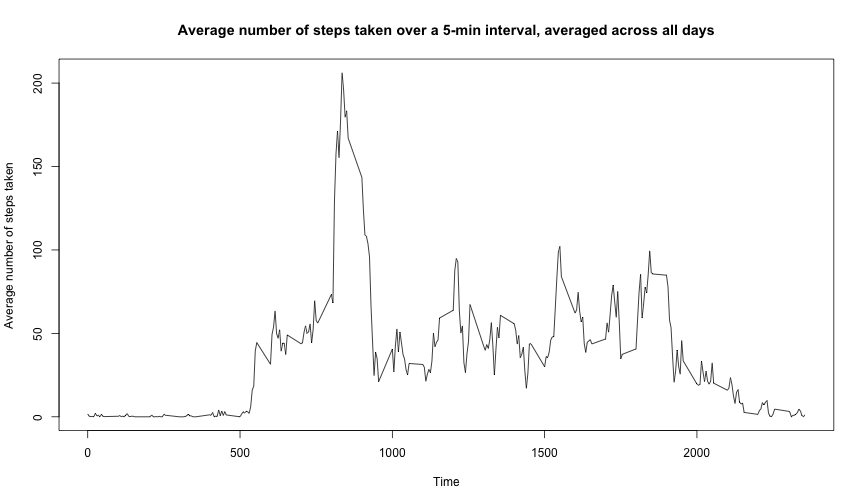 Average number of steps taken over a 5-min interval, averaged across all days
Average number of steps taken
200
150
100
50
0
0 500 1000 1500 2000
Time